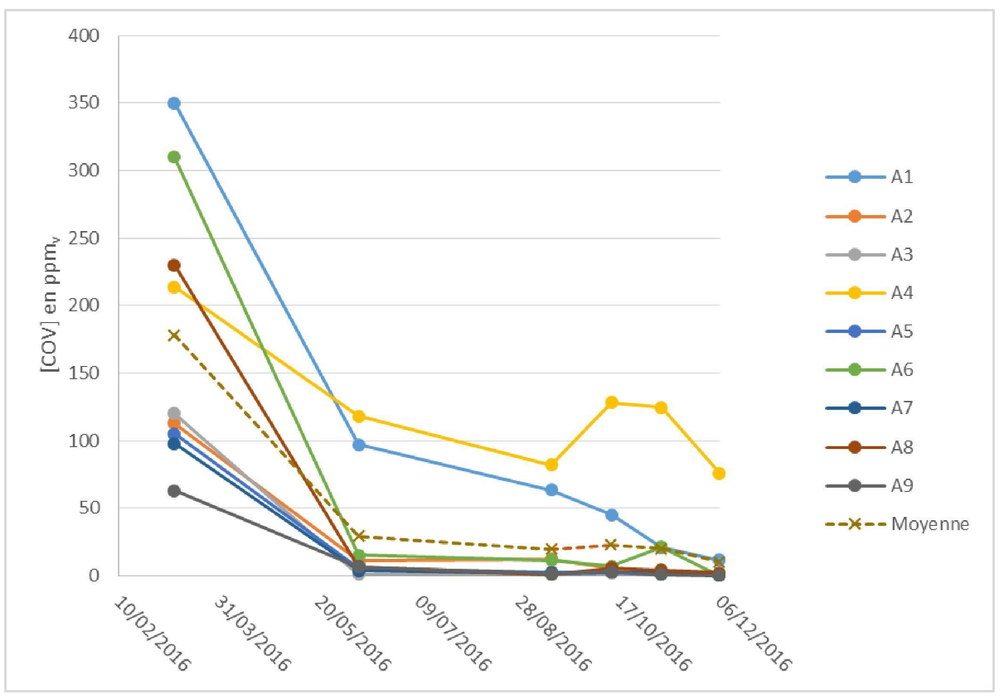 400
350
300
250
200
150
100
50
0
[COV] en ppmv
10/02/2016
31/03/2016
20/05/2016
09/07/2016
28/08/2016
17/10/2016
06/12/2016
A1
A2
A3
A4
A5
A6
A7
A8
A9
Moyenne